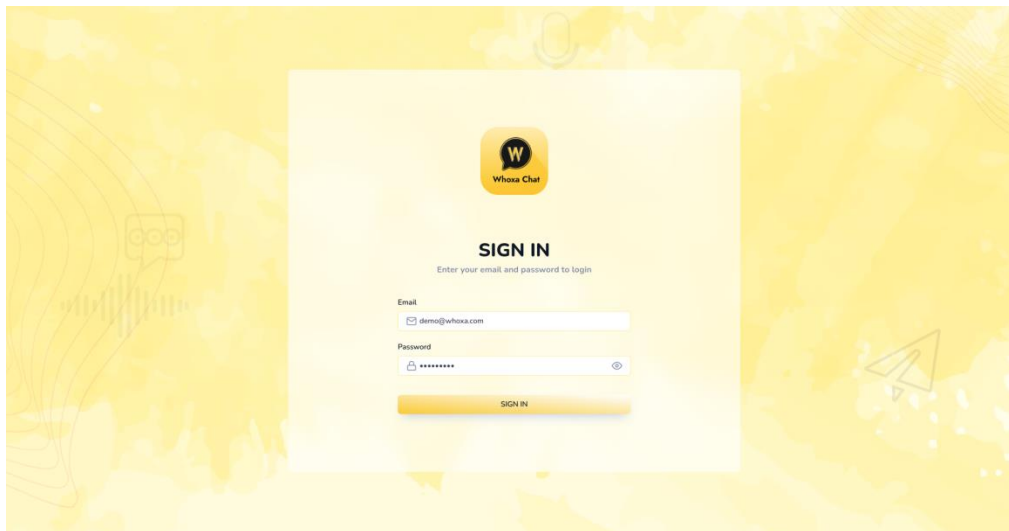 W
Whoxa Chat
SIGN IN
Enter your email and password to login
Email
demo@whoxa.com
Password
•••••••••
SIGN IN